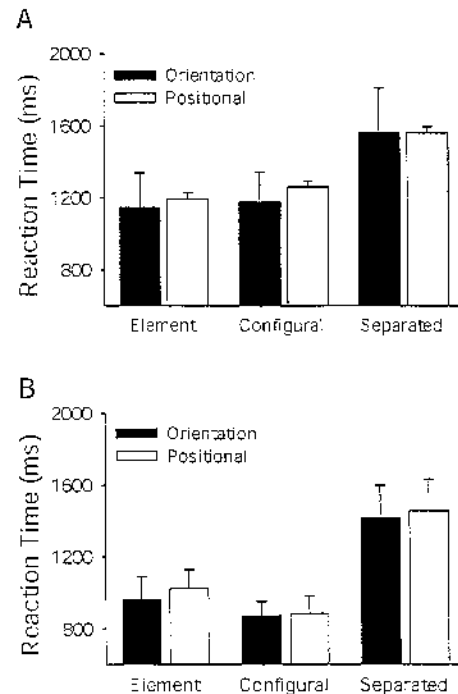 A
Reaction Time (ms)
2000
1600
1200
800
Orientation
Positional
Element
Configural
Separated
B
Reaction Time (ms)
2000
1600
1200
800
Orientation
Positional
Element
Configural
Separated